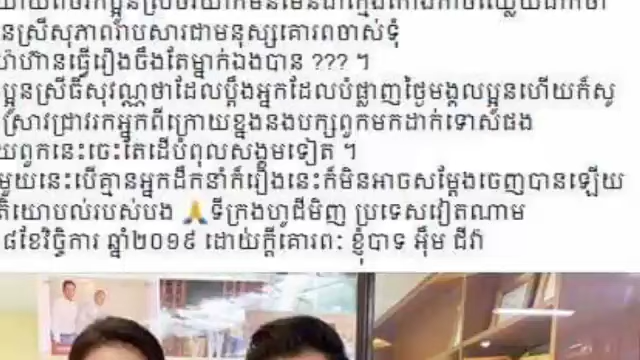 នស្រីសុភាពរាបសារជាមនុស្សគោរពចាស់ទុំ
ហ៊ានធ្វើរឿងចឹងតែម្នាក់ឯងបាន ??? ។
ប្អូនស្រីធីសុវណ្ណថាដែលប្ដឹងអ្នកដែលបំផ្លាញថ្ងៃមង្គលប្អូនហើយក៏សូ
ស្រាវជ្រាវរកអ្នកពីក្រោយខ្នងនងបក្សពួកមកដាក់ទោសផង
យពួកនេះចេះតែដើបំពុលសង្គមទៀត ។
មួយនេះបើគ្មានអ្នកដឹកនាំក៏រឿងនេះក៏មិនអាចសម្ដែងចេញបានឡើយ
តិយោបល់របស់បង 🙏 ទីក្រុងហូជីមិញ ប្រទេសវៀតណាម
៨ខែវិច្ឆិការ ឆ្នាំ២០១៩ ដោយក្ដីគោរពៈ ខ្ញុំបាទ អ៊ឹម ជីវ៉ា